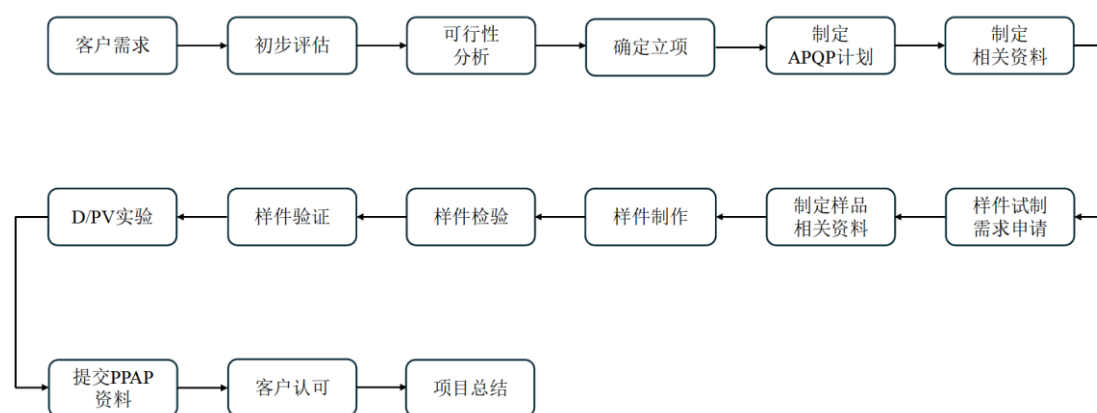 客户需求
初步评估
可行性
分析
确定立项
制定
APQP计划
制定
相关资料
样件试制
需求申请
制定样品
相关资料
样件制作
样件检验
样件验证
D/PV实验
提交PPAP
资料
客户认可
项目总结